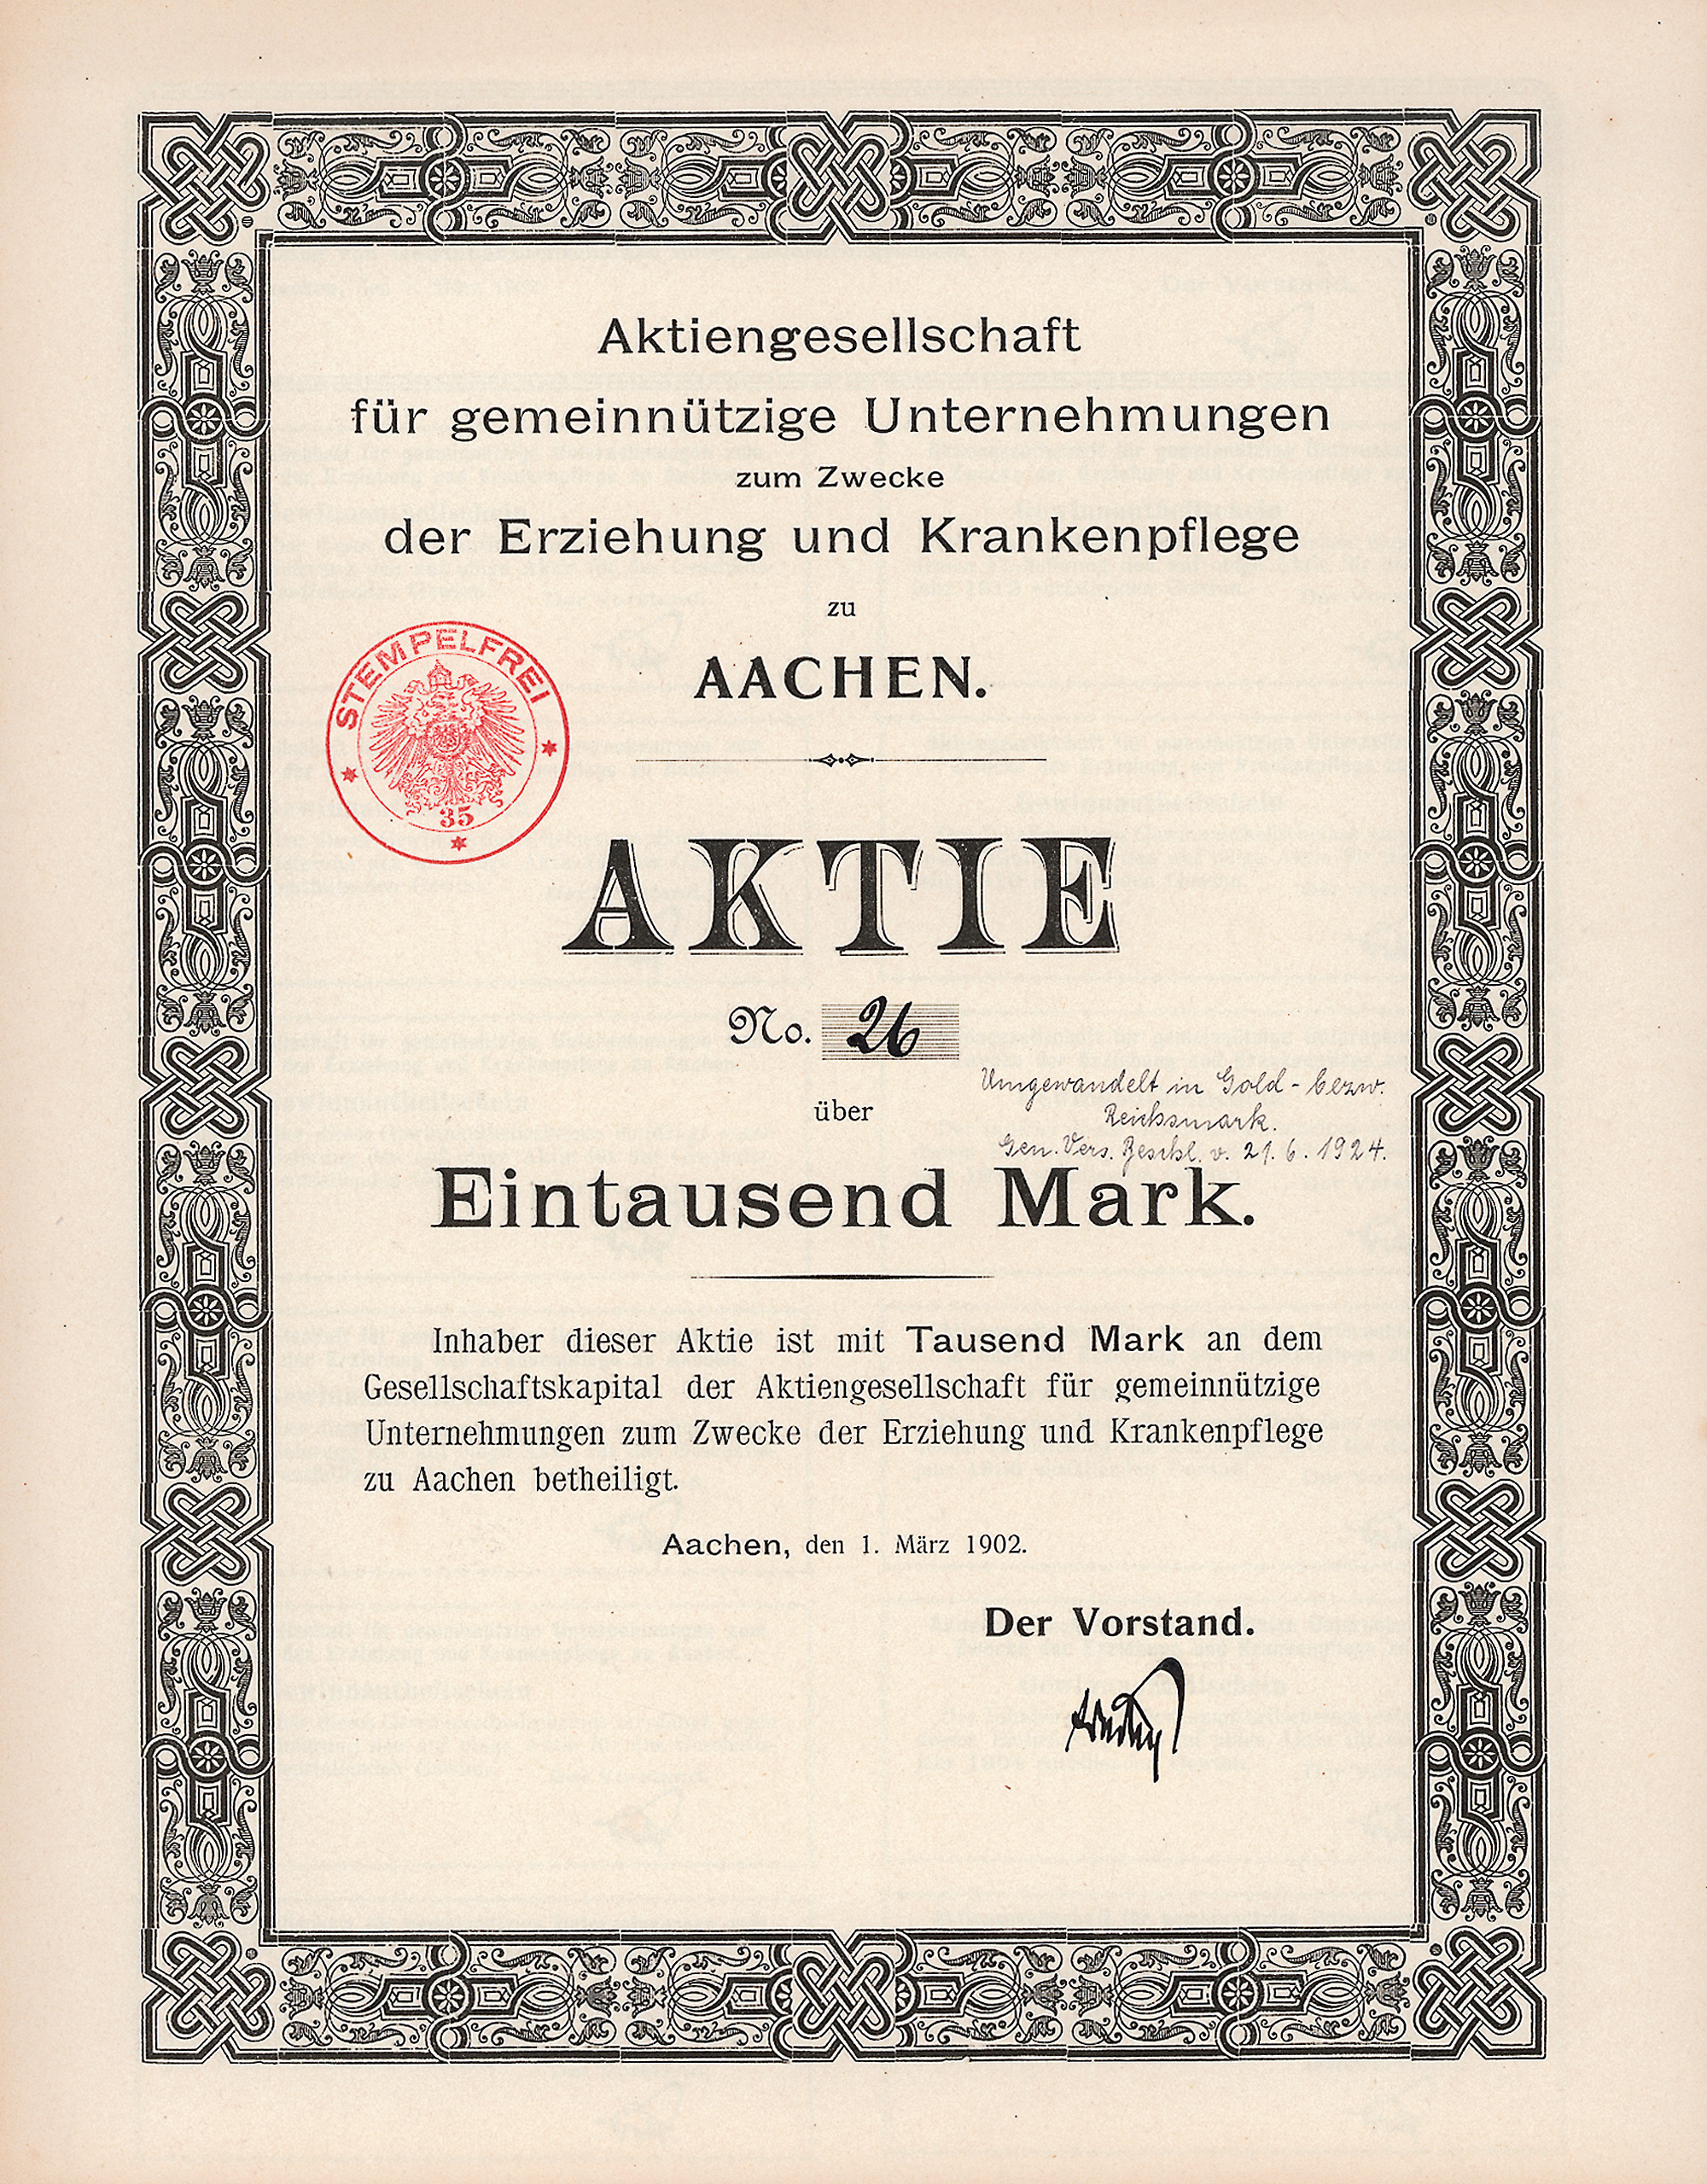 Aktiengesellschaft
für gemeinnützige Unternehmungen
zum Zwecke
der Erziehung und Krankenpflege
zu
AACHEN.
STEMPELFREI
35
AKTIE
No. 26
Umgewandelt in Gold- bezw.
Reichsmark.
Gen. Vers. Beschl. v. 21. 6. 1924.
über
Eintausend Mark.
Inhaber dieser Aktie ist mit Tausend Mark an dem
Gesellschaftskapital der Aktiengesellschaft für gemeinnützige
Unternehmungen zum Zwecke der Erziehung und Krankenpflege
zu Aachen betheiligt.
Aachen, den 1. März 1902.
Der Vorstand.